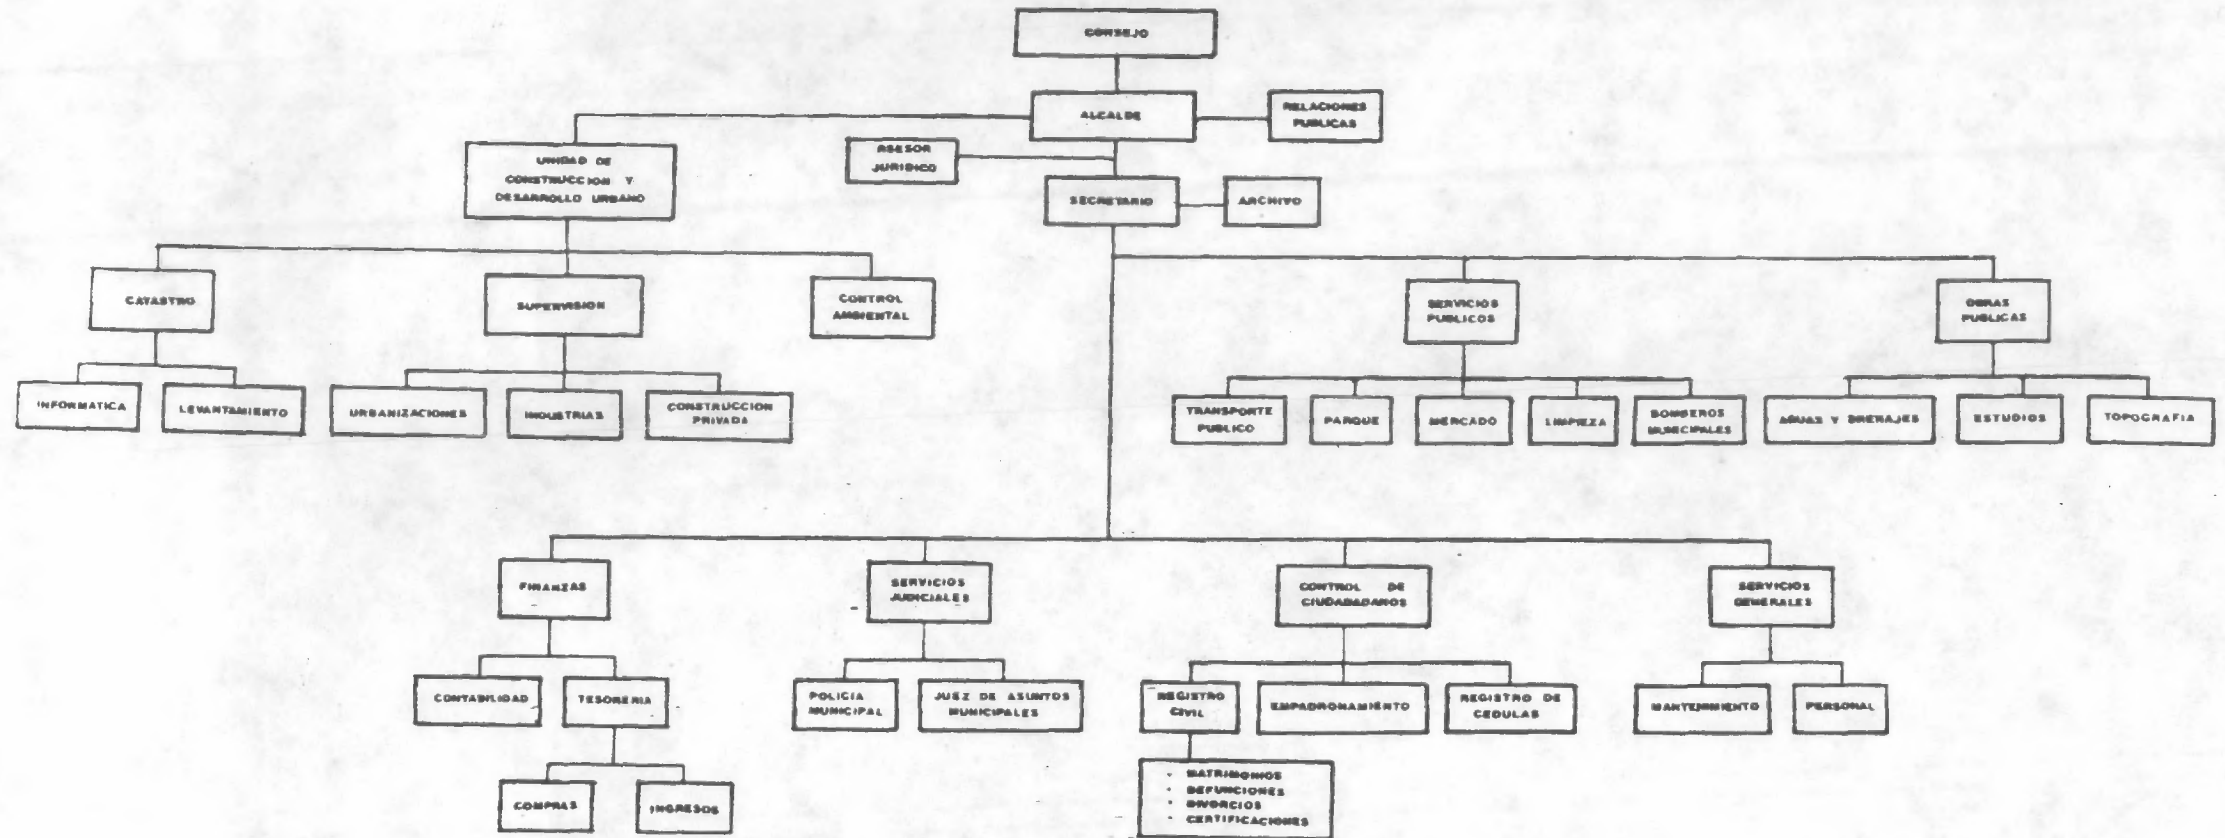 CONSEJO
ALCALDE
RELACIONES
PUBLICAS
ASESOR
JURIDICO
UNIDAD DE
CONSTRUCCION Y
DESARROLLO URBANO
SECRETARIO
ARCHIVO
CATASTRO
SUPERVISION
CONTROL
AMBIENTAL
SERVICIOS
PUBLICOS
OBRAS
PUBLICAS
INFORMATICA
LEVANTAMIENTO
URBANIZACIONES
INDUSTRIAS
CONSTRUCCION
PRIVADA
TRANSPORTE
PUBLICO
PARQUE
MERCADO
LIMPIEZA
BOMBEROS
MUNICIPALES
AGUAS Y DRENAJES
ESTUDIOS
TOPOGRAFIA
FINANZAS
SERVICIOS
JUDICIALES
CONTROL DE
CIUDADADANOS
SERVICIOS
GENERALES
CONTABILIDAD
TESORERIA
POLICIA
MUNICIPAL
JUEZ DE ASUNTOS
MUNICIPALES
REGISTRO
CIVIL
EMPADRONAMIENTO
REGISTRO DE
CEDULAS
MANTENIMIENTO
PERSONAL
COMPRAS
INGRESOS
- MATRIMONIOS
- DEFUNCIONES
- DIVORCIOS
- CERTIFICACIONES